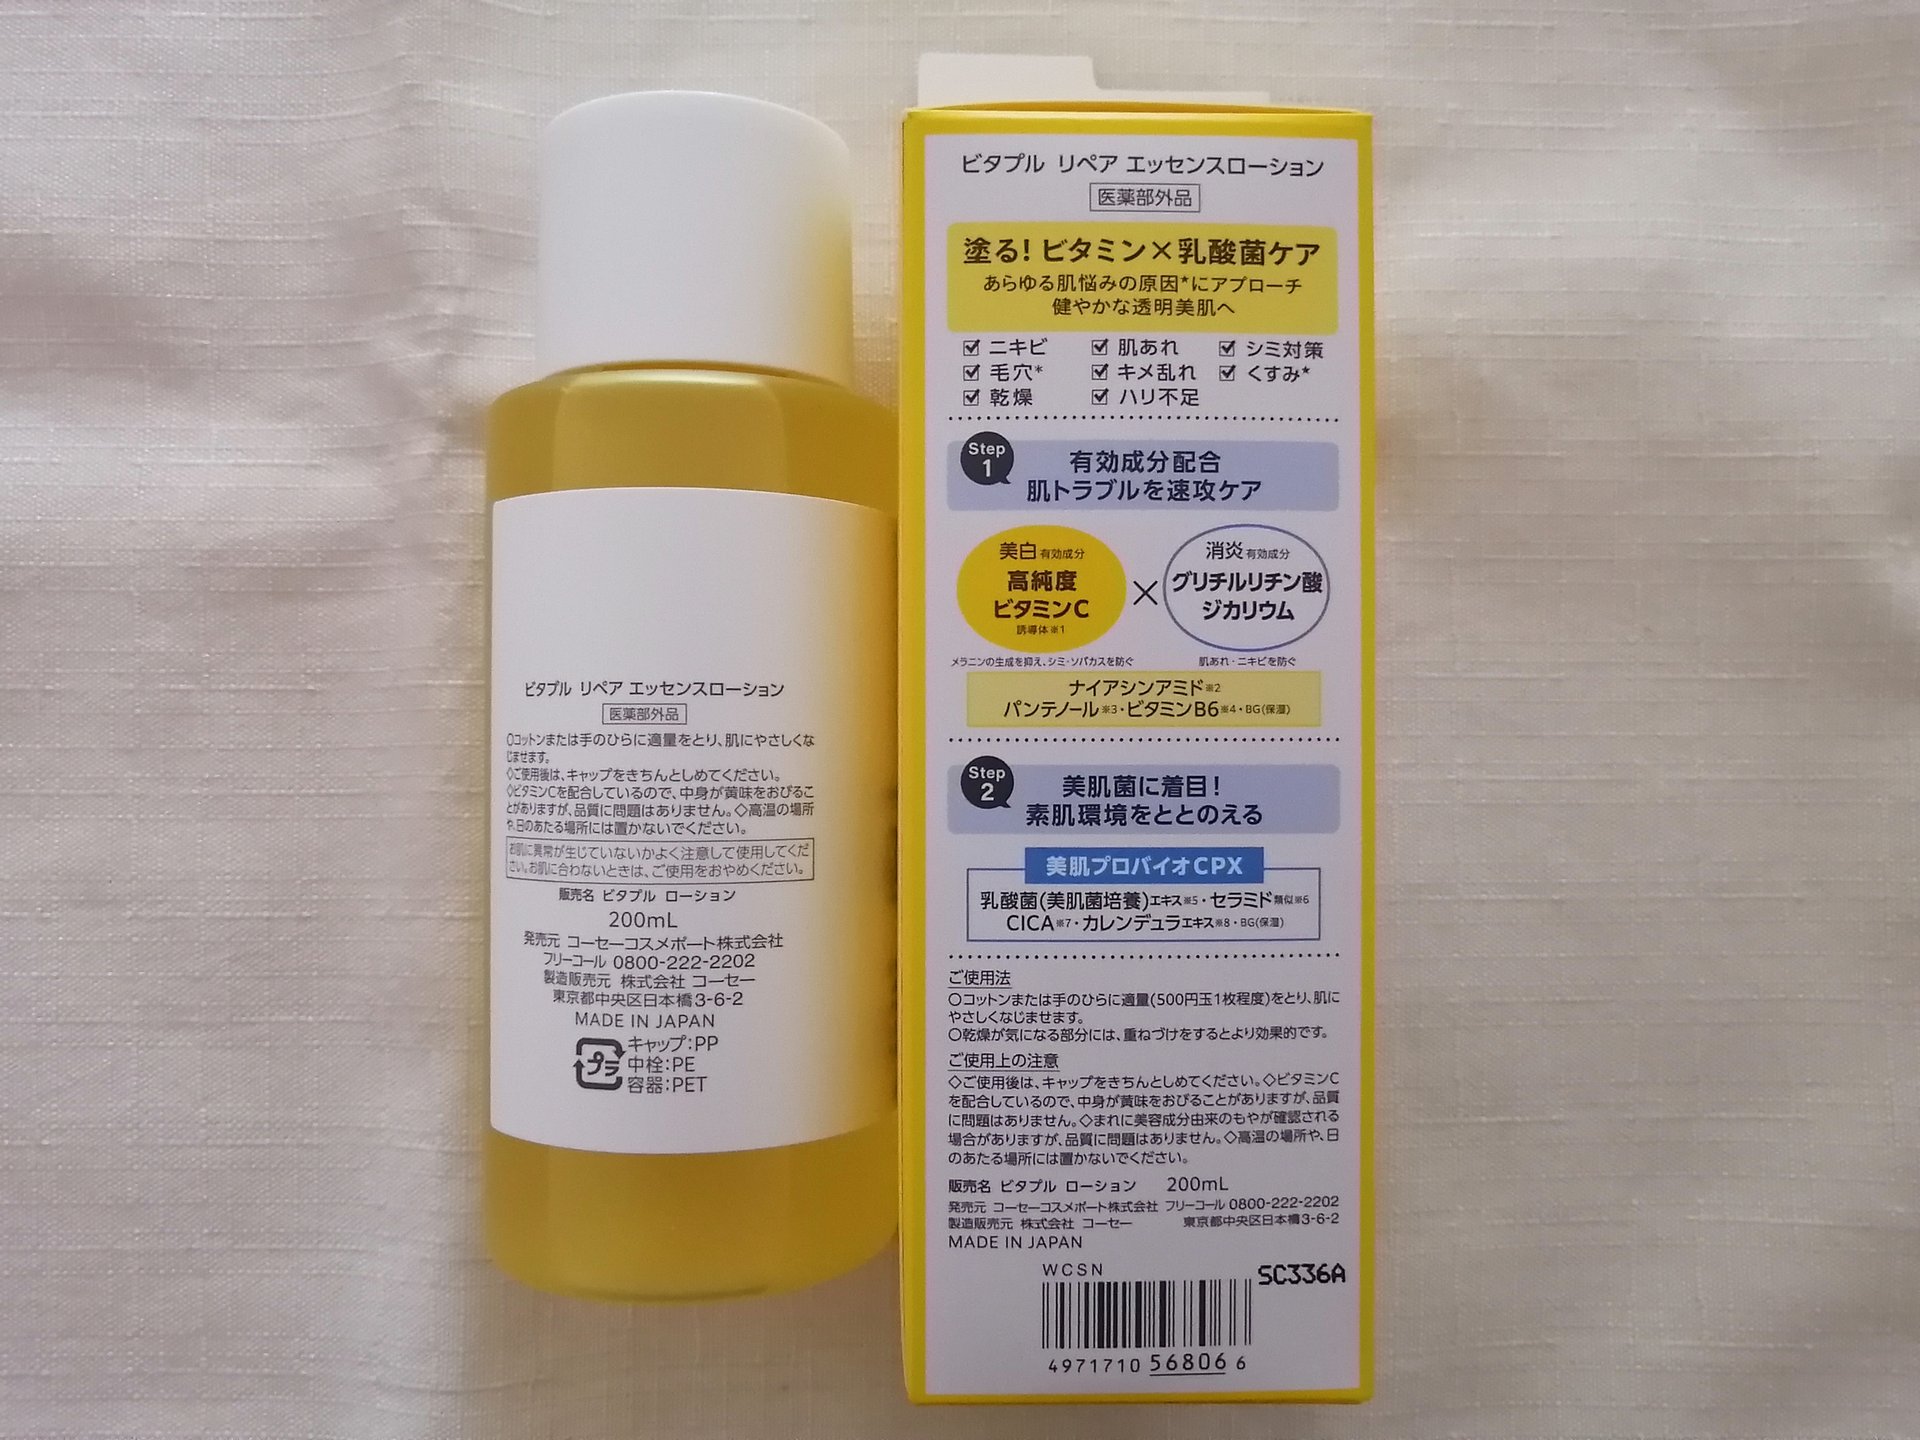 ビタプル リペア エッセンスローション
医薬部外品
○コットンまたは手のひらに適量をとり、肌にやさしくな
じませます。
◇ご使用後は、キャップをきちんとしめてください。
◇ビタミンCを配合しているので、中身が黄味をおびるこ
とがありますが、品質に問題はありません。◇高温の場所
や、日のあたる場所には置かないでください。
お肌に異常が生じていないかよく注意して使用してくだ
さい。お肌に合わないときは、ご使用をおやめください。
販売名 ビタプル ローション
200mL
発売元 コーセーコスメポート株式会社
フリーコール 0800-222-2202
製造販売元 株式会社 コーセー
東京都中央区日本橋3-6-2
MADE IN JAPAN
プラ
キャップ:PP
中栓:PE
容器:PET
ビタプル リペア エッセンスローション
医薬部外品
塗る! ビタミン×乳酸菌ケア
あらゆる肌悩みの原因*にアプローチ
健やかな透明美肌へ
ニキビ 肌あれ シミ対策
毛穴* キメ乱れ くすみ*
乾燥 ハリ不足
Step
1
有効成分配合
肌トラブルを速攻ケア
美白有効成分
高純度
ビタミンC
誘導体※1
×
消炎有効成分
グリチルリチン酸
ジカリウム
メラニンの生成を抑え、シミ・ソバカスを防ぐ
肌あれ・ニキビを防ぐ
ナイアシンアミド※2
パンテノール※3・ビタミンB6※4・BG(保湿)
Step
2
美肌菌に着目!
素肌環境をととのえる
美肌プロバイオCPX
乳酸菌(美肌菌培養)エキス※5・セラミド類似※6
CICA※7・カレンデュラエキス※8・BG(保湿)
ご使用法
○コットンまたは手のひらに適量(500円玉1枚程度)をとり、肌に
やさしくなじませます。
○乾燥が気になる部分には、重ねづけをするとより効果的です。
ご使用上の注意
◇ご使用後は、キャップをきちんとしめてください。◇ビタミンC
を配合しているので、中身が黄味をおびることがありますが、品質
に問題はありません。◇まれに美容成分由来のもやが確認される
場合がありますが、品質に問題はありません。◇高温の場所や、日
のあたる場所には置かないでください。
販売名 ビタプル ローション 200mL
発売元 コーセーコスメポート株式会社 フリーコール 0800-222-2202
製造販売元 株式会社 コーセー 東京都中央区日本橋3-6-2
MADE IN JAPAN
WCSN
SC336A
4971710 56806 6